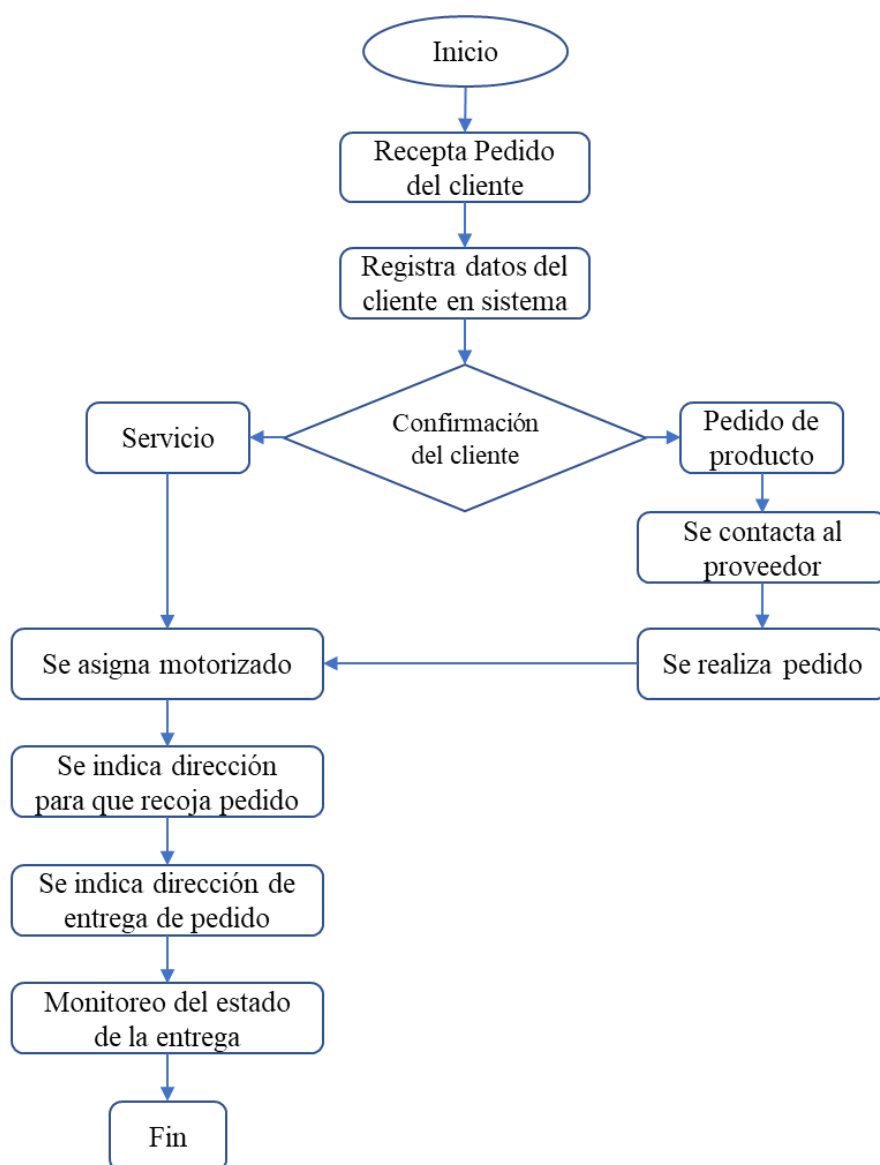 Inicio
Recepta Pedido
del cliente
Registra datos del
cliente en sistema
Confirmación
del cliente
Servicio
Pedido de
producto
Se contacta al
proveedor
Se realiza pedido
Se asigna motorizado
Se indica dirección
para que recoja pedido
Se indica dirección de
entrega de pedido
Monitoreo del estado
de la entrega
Fin